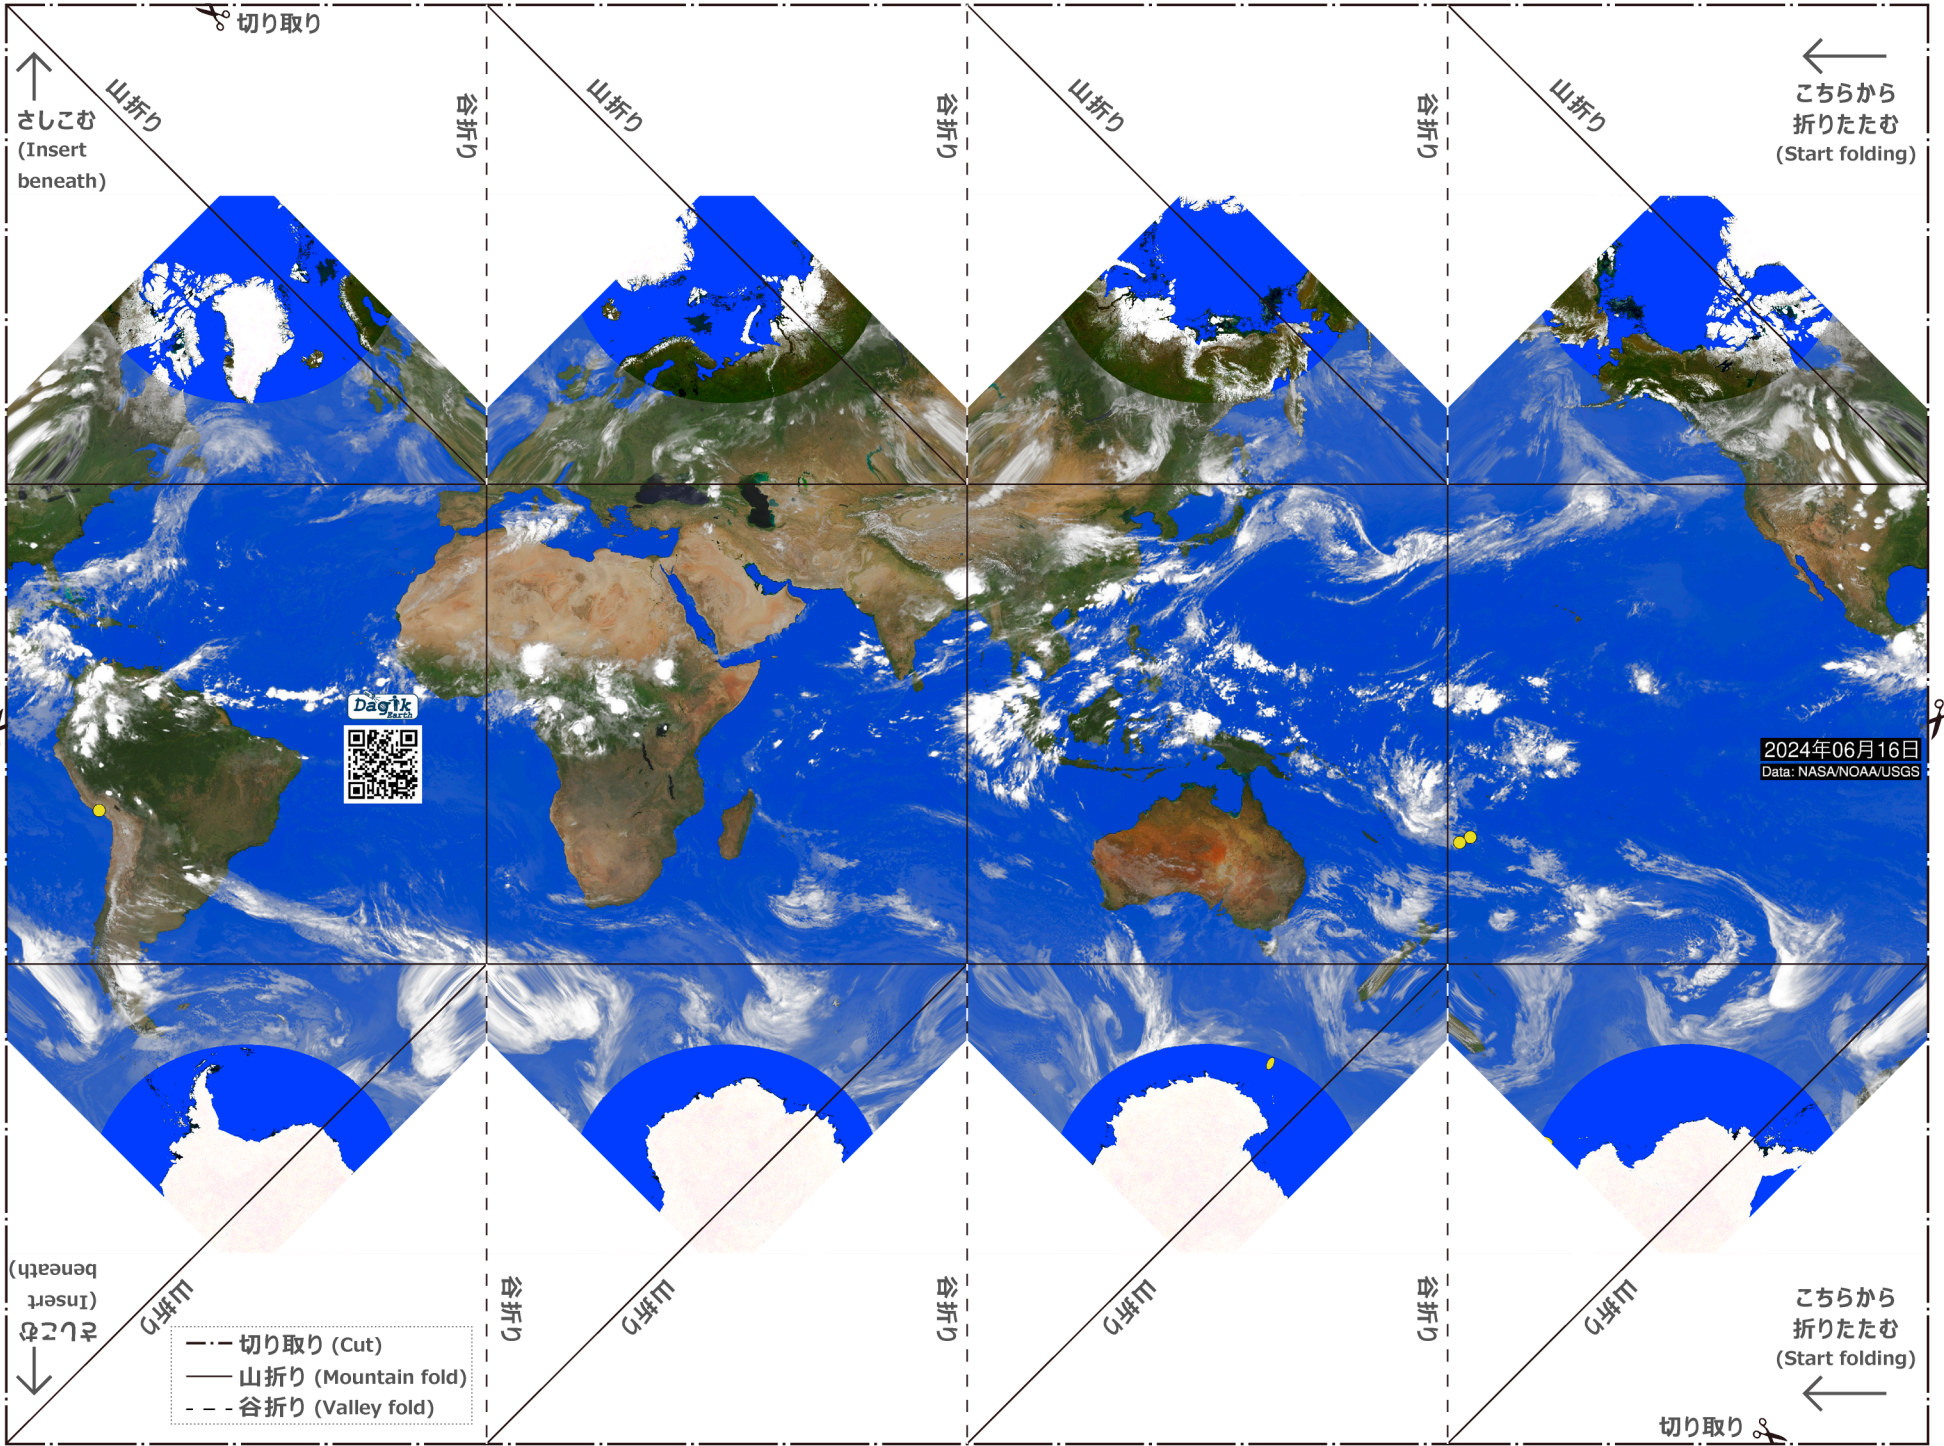 切り取り
山折り
谷折り
山折り
谷折り
山折り
谷折り
山折り
こちらから
折りたたむ
(Start folding)
さしこむ
(Insert
beneath)
Dagik
Earth
2024年06月16日
Data: NASA/NOAA/USGS
さしこむ
(Insert
beneath)
山折り
谷折り
山折り
谷折り
山折り
谷折り
山折り
こちらから
折りたたむ
(Start folding)
切り取り (Cut)
山折り (Mountain fold)
谷折り (Valley fold)
切り取り